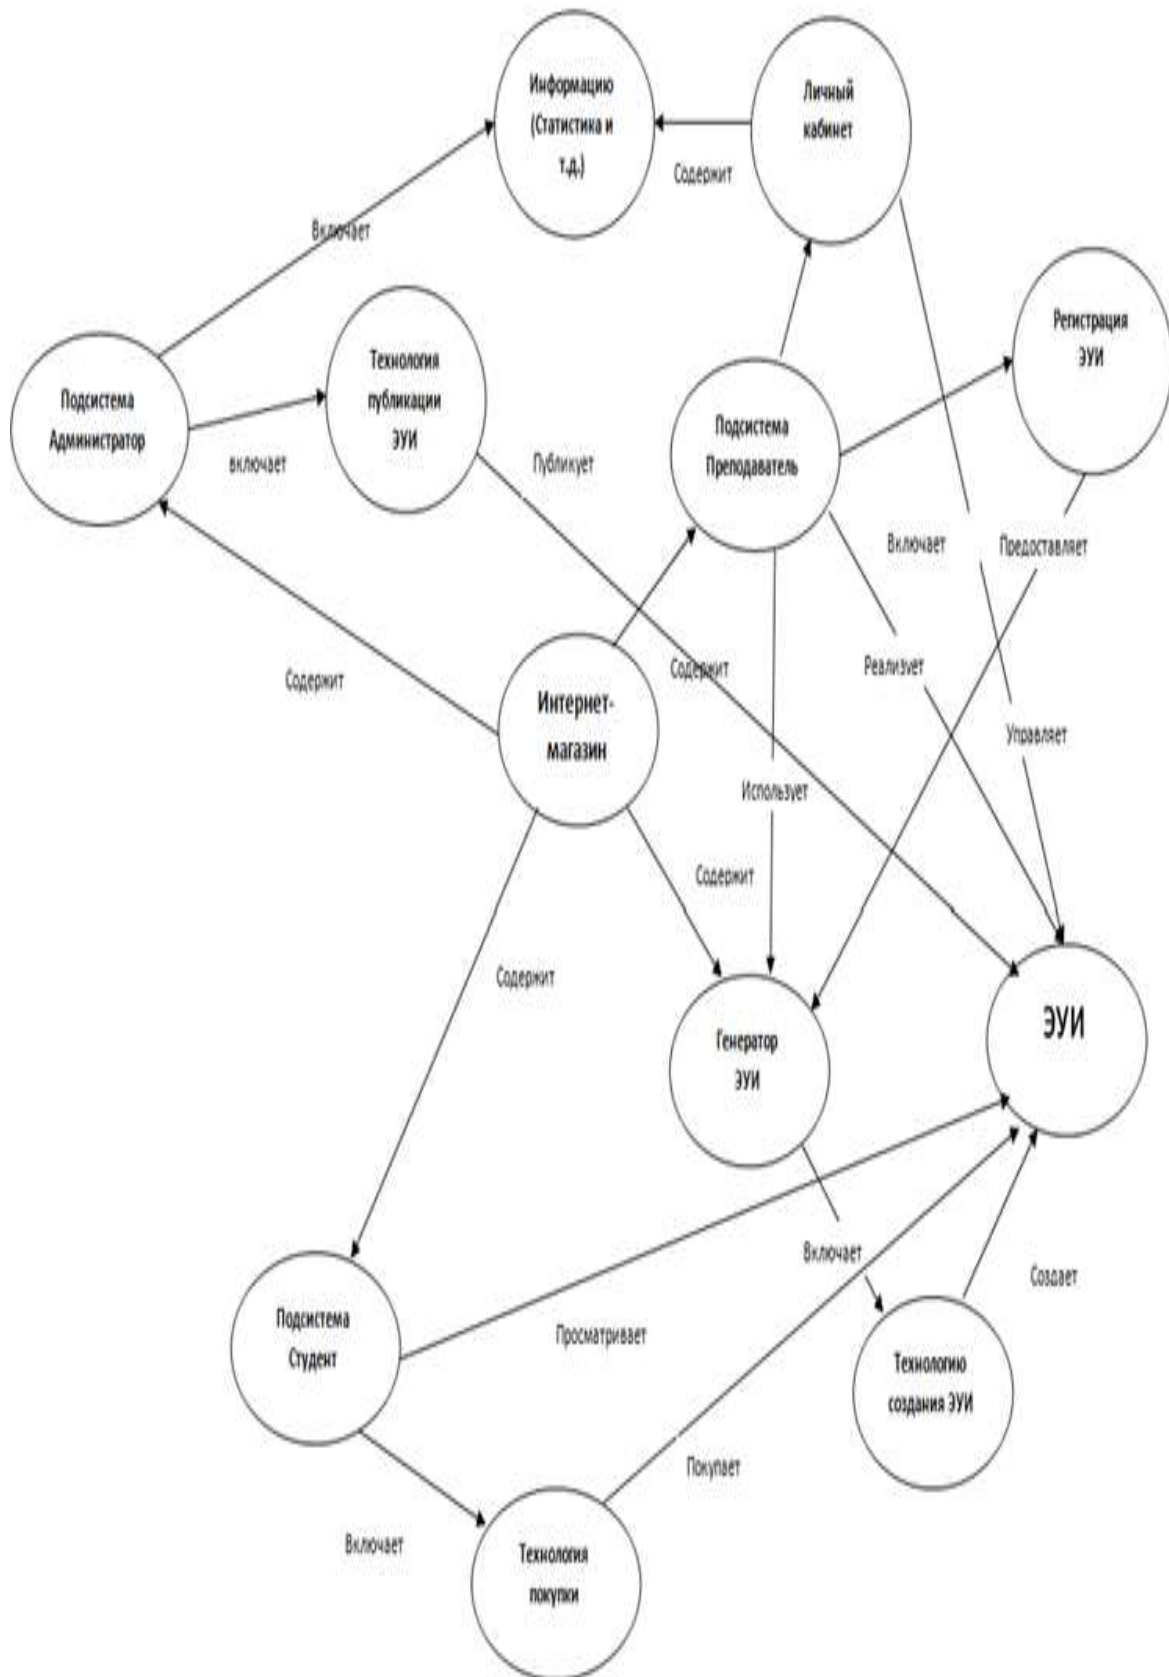 Информацию
(Статистика и
т.д.)
Личный
кабинет
Содержит
Включает
Регистрация
ЭУИ
Технология
публикации
ЭУИ
Подсистема
Администратор
Подсистема
Преподаватель
включает
Публикует
Включает
Предоставляет
Содержит
Содержит
Реализует
Интернет-
магазин
Управляет
Использует
Содержит
Содержит
Генератор
ЭУИ
ЭУИ
Включает
Создает
Подсистема
Студент
Просматривает
Технологию
создания ЭУИ
Покупает
Включает
Технология
покупки